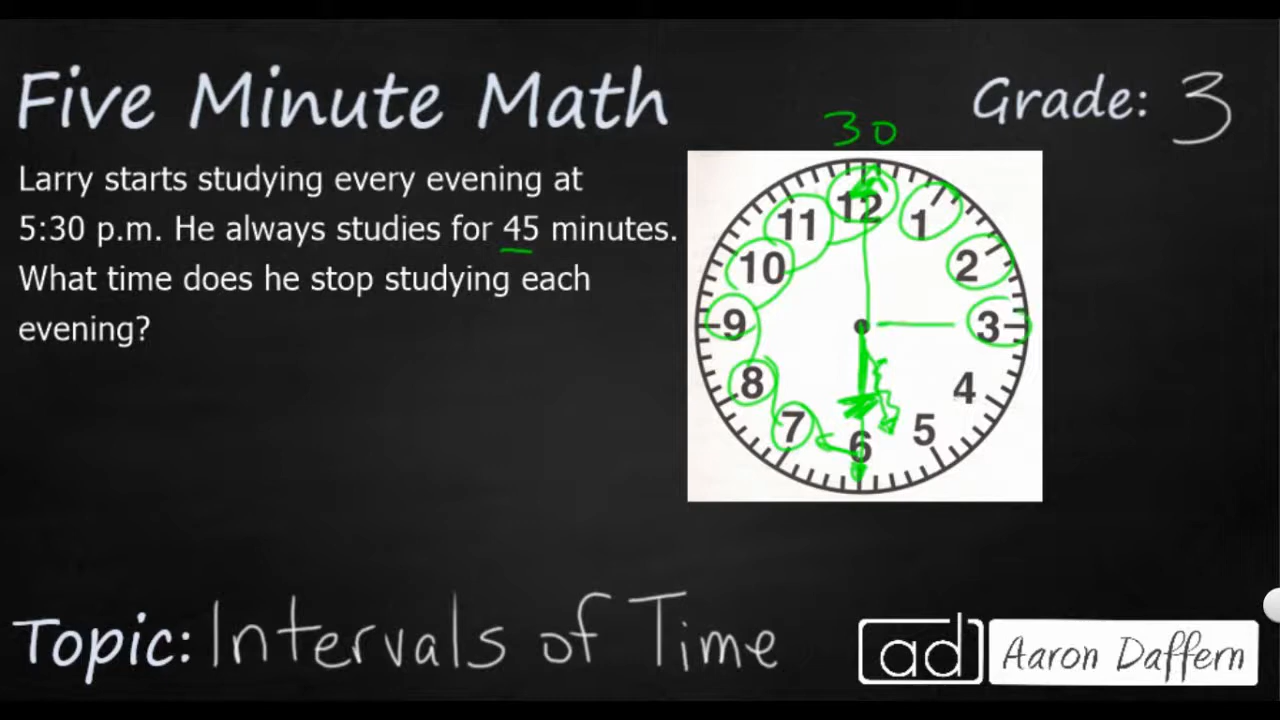 Five Minute Math
Grade: 3
Larry starts studying every evening at
5:30 p.m. He always studies for 45 minutes.
What time does he stop studying each
evening?
30
12
11
1
10
2
9
3
8
4
7
5
6
Topic: Intervals of Time
ad Aaron Daffern